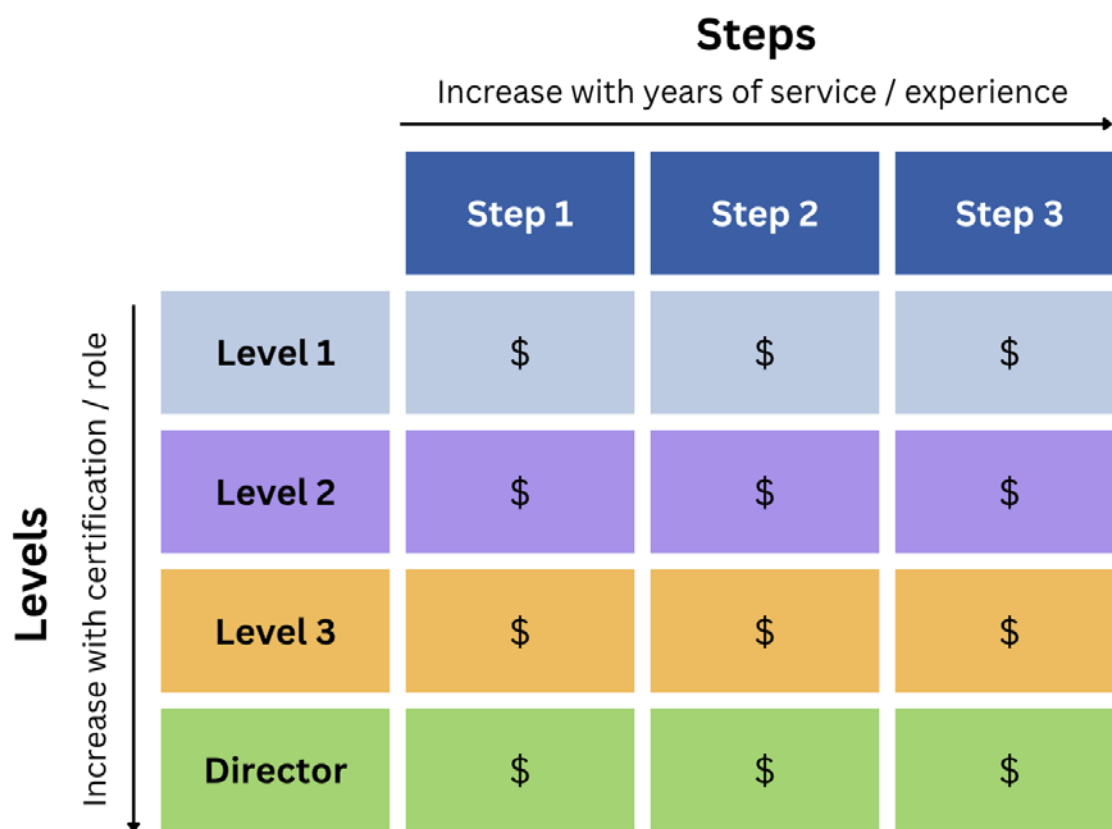 Steps
Increase with years of service / experience
Step 1 Step 2 Step 3
Level 1 $ $ $
Level 2 $ $ $
Level 3 $ $ $
Director $ $ $
Levels
Increase with certification / role